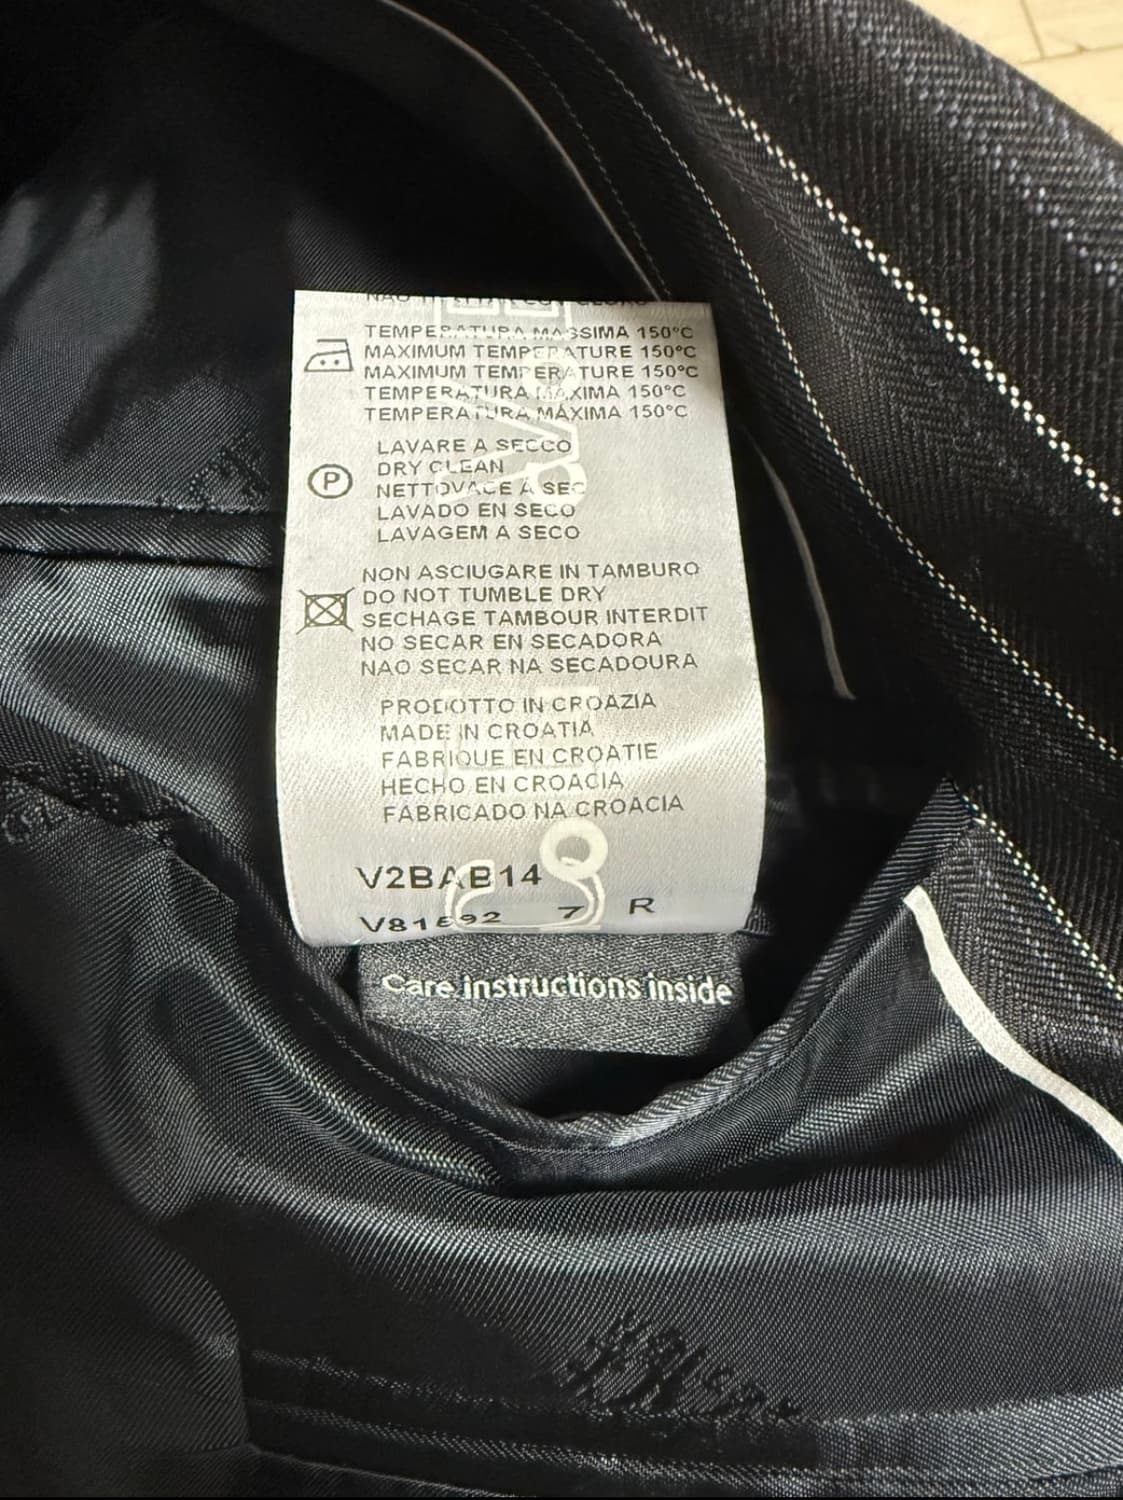 TEMPERATURA MASSIMA 150°C
MAXIMUM TEMPERATURE 150°C
MAXIMUM TEMPERATURE 150°C
TEMPERATURA MAXIMA 150°C
TEMPERATURA MÁXIMA 150°C
LAVARE A SECCO
P
DRY CLEAN
NETTOYAGE À SEC
LAVADO EN SECO
LAVAGEM A SECO
NON ASCIUGARE IN TAMBURO
DO NOT TUMBLE DRY
SECHAGE TAMBOUR INTERDIT
NO SECAR EN SECADORA
NAO SECAR NA SECADOURA
PRODOTTO IN CROAZIA
MADE IN CROATIA
FABRIQUE EN CROATIE
HECHO EN CROACIA
FABRICADO NA CROACIA
V2BAB14
7 R
Care instructions inside